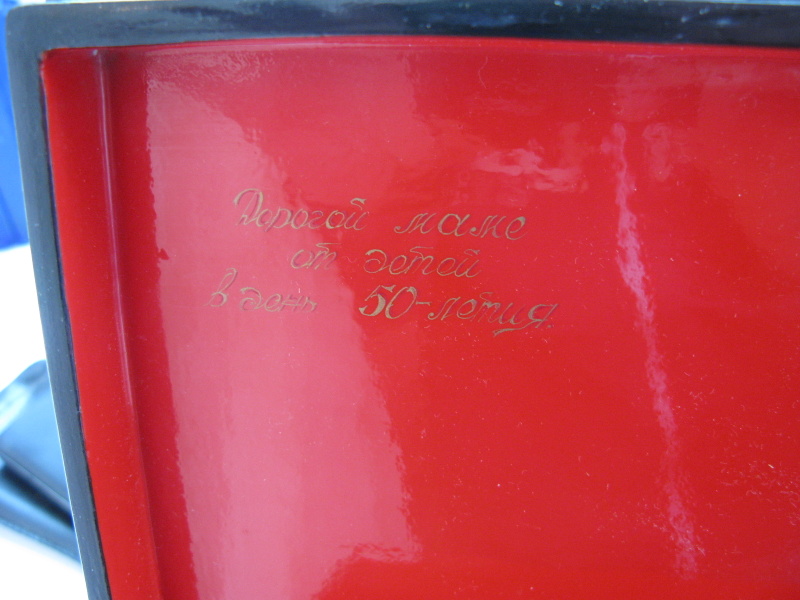 Дорогой маме
от детей
в день 50-летия.